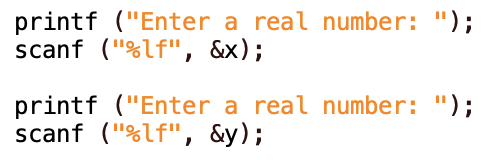 printf ("Enter a real number: ");
scanf ("%lf", &x);
printf ("Enter a real number: ");
scanf ("%lf", &y);